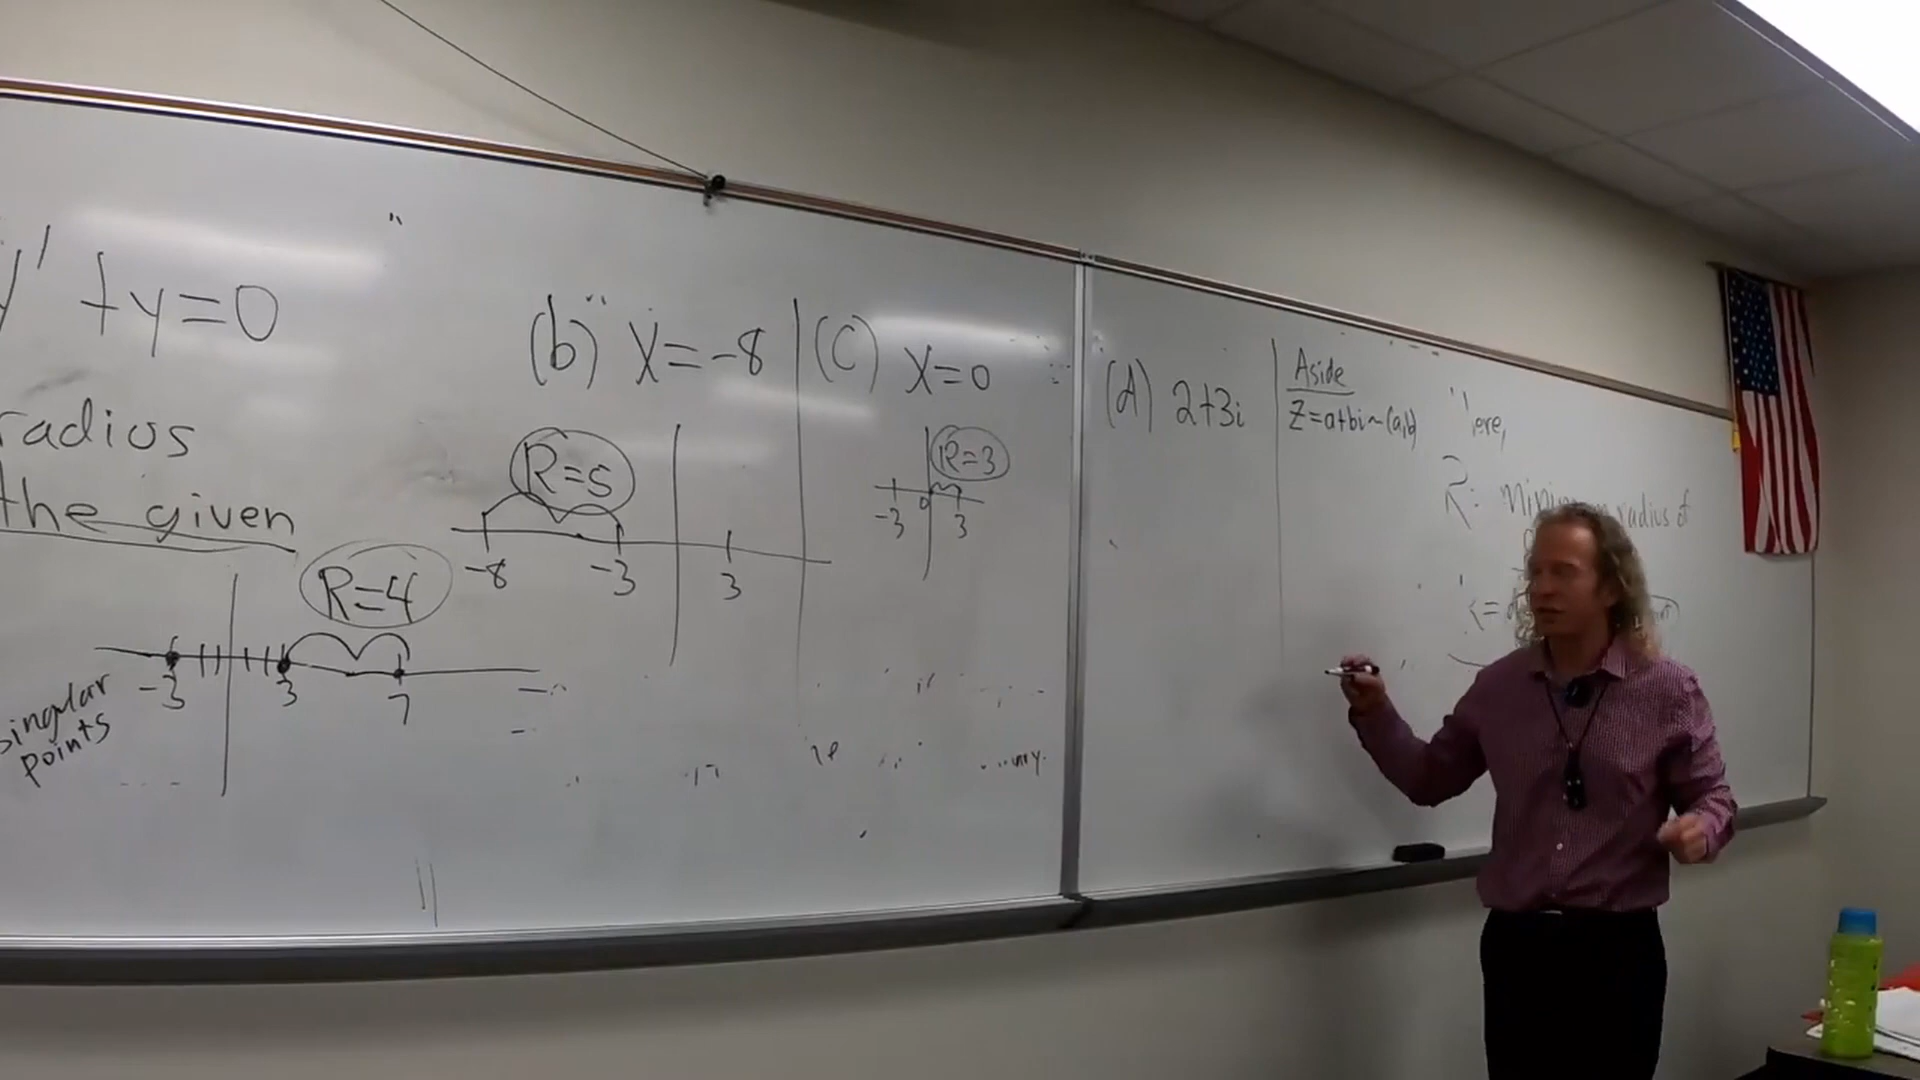 y' + y = 0
radius
the given
R=4
-3 3 7
singular
points
(b) X = -8
R=5
-8 -3 3
(c) X = 0
R=3
-3 0 3
(d) 2+3i
Aside
Z = a+bi ~ (a,b)
R: radius of